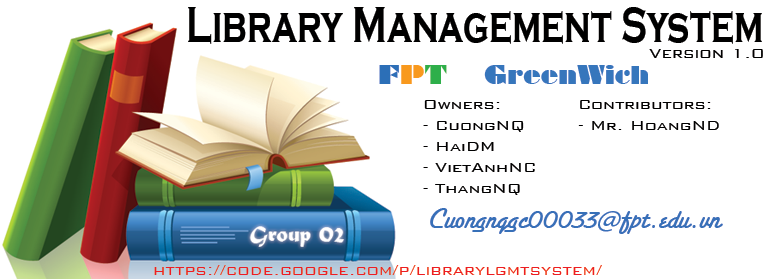 Library Management System
Version 1.0
FPT GreenWich
Owners: Contributors:
- CuongNQ - Mr. HoangND
- HaiDM
- VietAnhNC
- ThangNQ
Cuongnqgc00033@fpt.edu.vn
Group 02
HTTPS://CODE.GOOGLE.COM/P/LIBRARYLGMTSYSTEM/